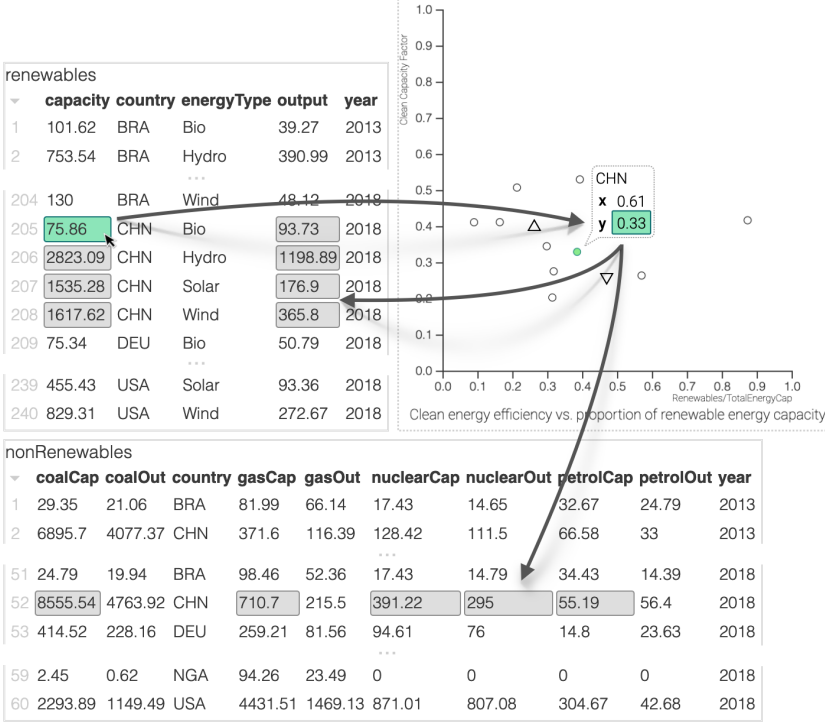 renewables
capacity country energyType output year
1 101.62 BRA Bio 39.27 2013
2 753.54 BRA Hydro 390.99 2013
...
204 130 BRA Wind 48.12 2018
205 75.86 CHN Bio 93.73 2018
206 2823.09 CHN Hydro 1198.89 2018
207 1535.28 CHN Solar 176.9 2018
208 1617.62 CHN Wind 365.8 2018
209 75.34 DEU Bio 50.79 2018
...
239 455.43 USA Solar 93.36 2018
240 829.31 USA Wind 272.67 2018
Clean Capacity Factor
1.0
0.9
0.8
0.7
0.6
0.5
0.4
0.3
0.2
0.1
0.0
CHN
x 0.61
y 0.33
0.0 0.1 0.2 0.3 0.4 0.5 0.6 0.7 0.8 0.9 1.0
Renewables/TotalEnergyCap
Clean energy efficiency vs. proportion of renewable energy capacity
nonRenewables
coalCap coalOut country gasCap gasOut nuclearCap nuclearOut petrolCap petrolOut year
1 29.35 21.06 BRA 81.99 66.14 17.43 14.65 32.67 24.79 2013
2 6895.7 4077.37 CHN 371.6 116.39 128.42 111.5 66.58 33 2013
...
51 24.79 19.94 BRA 98.46 52.36 17.43 14.79 34.43 14.39 2018
52 8555.54 4763.92 CHN 710.7 215.5 391.22 295 55.19 56.4 2018
53 414.52 228.16 DEU 259.21 81.56 94.61 76 14.8 23.63 2018
...
59 2.45 0.62 NGA 94.26 23.49 0 0 0 0 2018
60 2293.89 1149.49 USA 4431.51 1469.13 871.01 807.08 304.67 42.68 2018